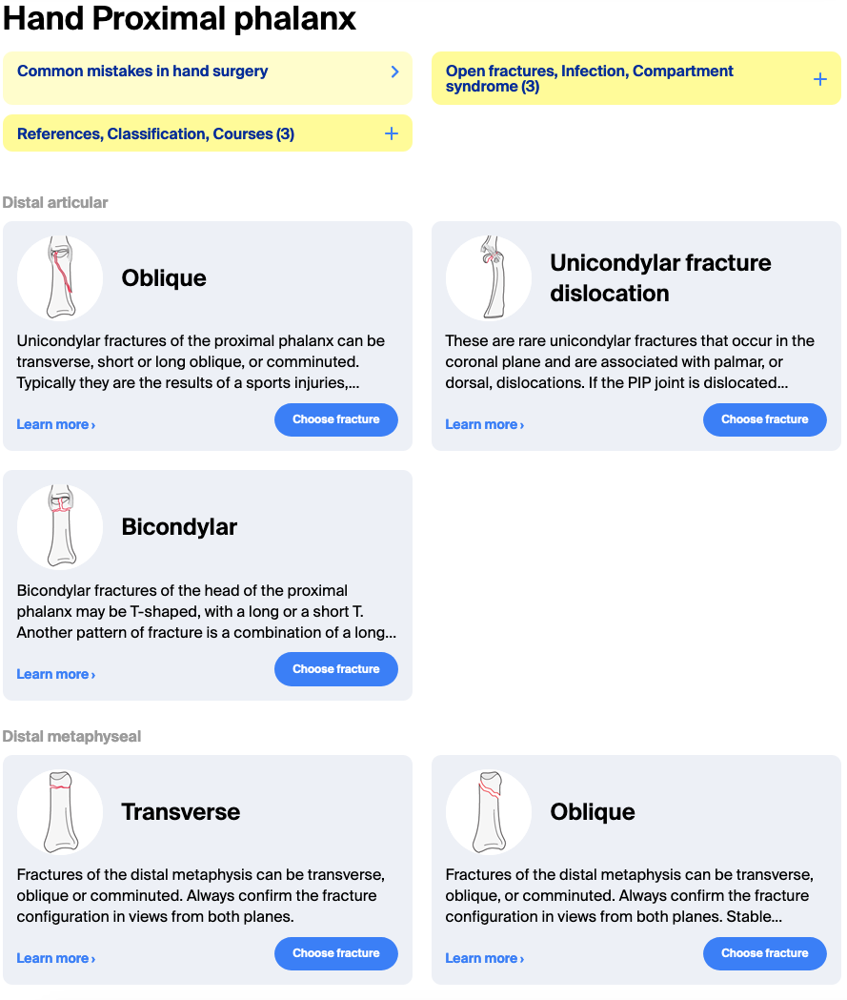 Hand Proximal phalanx
Common mistakes in hand surgery
Open fractures, Infection, Compartment
syndrome (3)
References, Classification, Courses (3)
Distal articular
Oblique
Unicondylar fractures of the proximal phalanx can be
transverse, short or long oblique, or comminuted.
Typically they are the results of a sports injuries,...
Learn more ›
Choose fracture
Unicondylar fracture
dislocation
These are rare unicondylar fractures that occur in the
coronal plane and are associated with palmar, or
dorsal, dislocations. If the PIP joint is dislocated...
Learn more ›
Choose fracture
Bicondylar
Bicondylar fractures of the head of the proximal
phalanx may be T-shaped, with a long or a short T.
Another pattern of fracture is a combination of a long...
Learn more ›
Choose fracture
Distal metaphyseal
Transverse
Fractures of the distal metaphysis can be transverse,
oblique or comminuted. Always confirm the fracture
configuration in views from both planes.
Learn more ›
Choose fracture
Oblique
Fractures of the distal metaphysis can be transverse,
oblique, or comminuted. Always confirm the fracture
configuration in views from both planes. Stable...
Learn more ›
Choose fracture